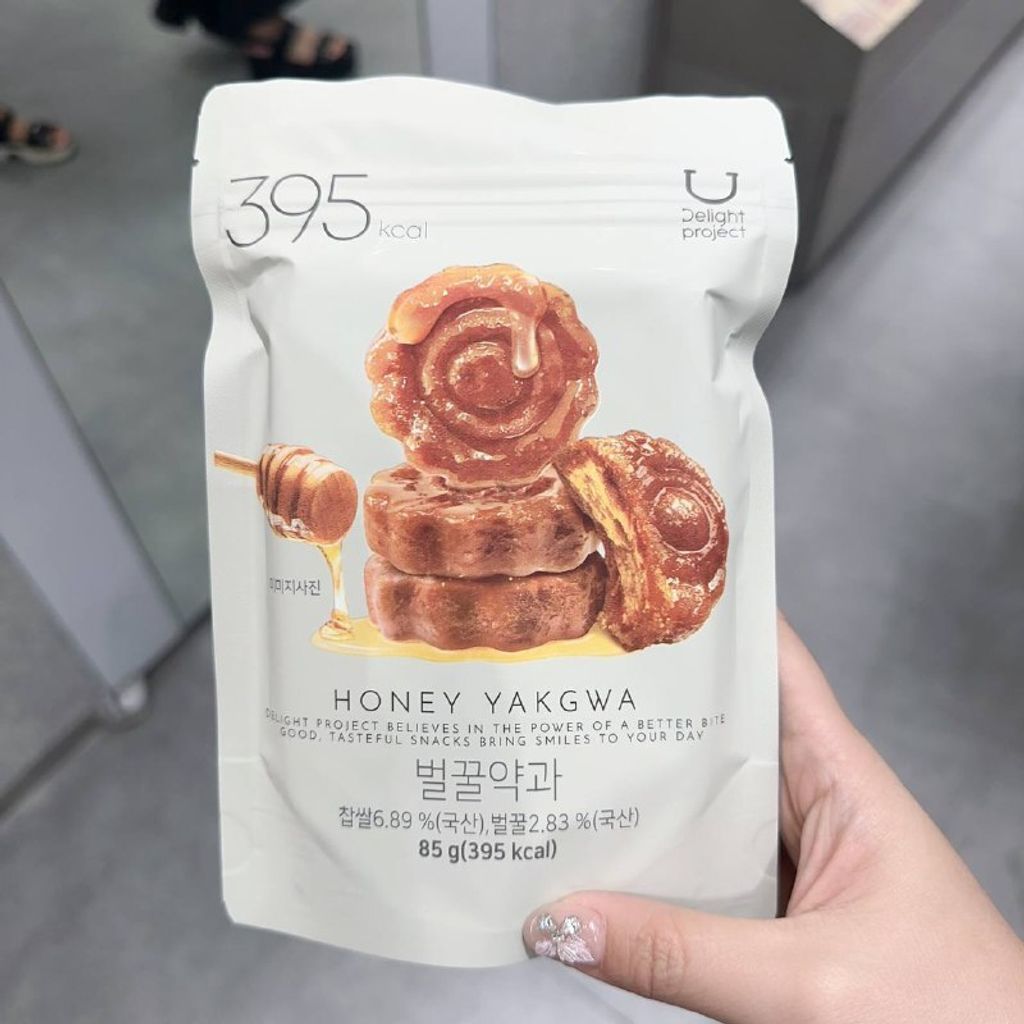 395 kcal
Delight
project
이미지사진
HONEY YAKGWA
DELIGHT PROJECT BELIEVES IN THE POWER OF A BETTER BITE
GOOD, TASTEFUL SNACKS BRING SMILES TO YOUR DAY
벌꿀약과
찹쌀6.89 %(국산),벌꿀2.83 %(국산)
85 g(395 kcal)